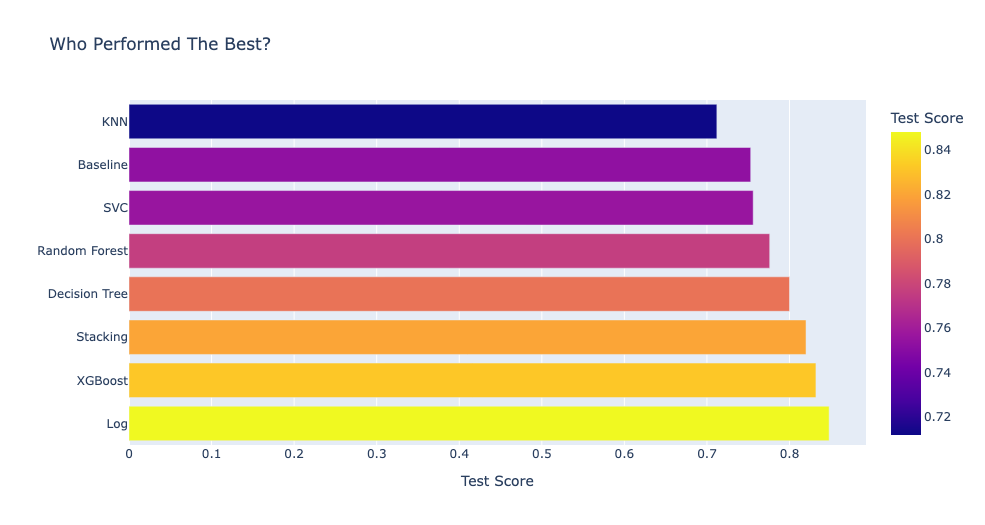 Who Performed The Best?
KNN
Baseline
SVC
Random Forest
Decision Tree
Stacking
XGBoost
Log
0 0.1 0.2 0.3 0.4 0.5 0.6 0.7 0.8
Test Score
Test Score
0.84
0.82
0.8
0.78
0.76
0.74
0.72